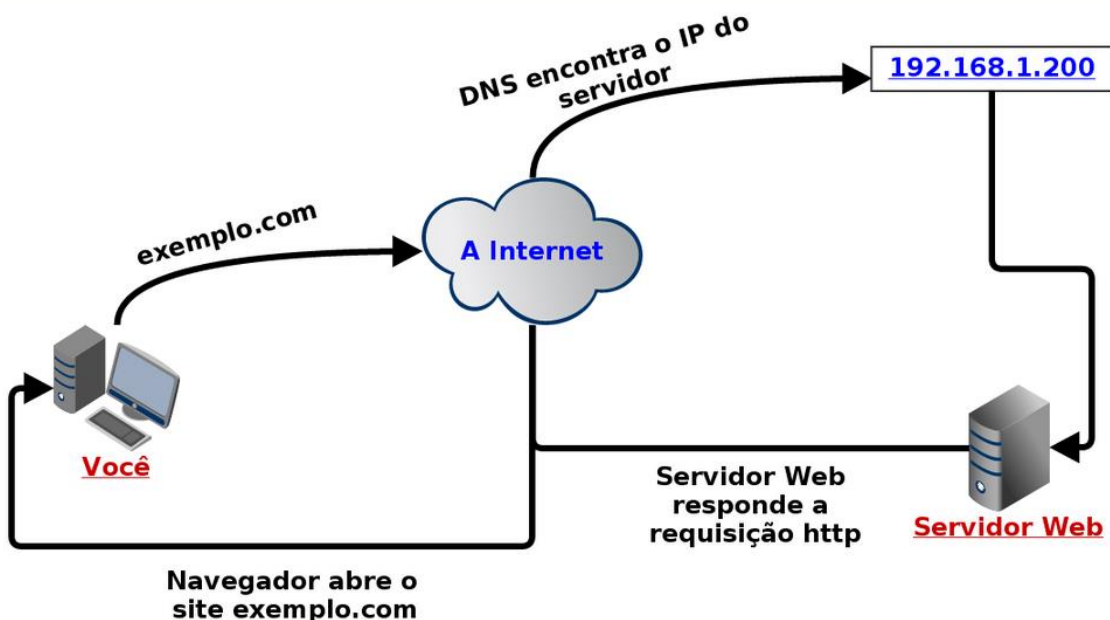 DNS encontra o IP do
servidor
192.168.1.200
exemplo.com
A Internet
Você
Servidor Web
responde a
requisição http
Servidor Web
Navegador abre o
site exemplo.com